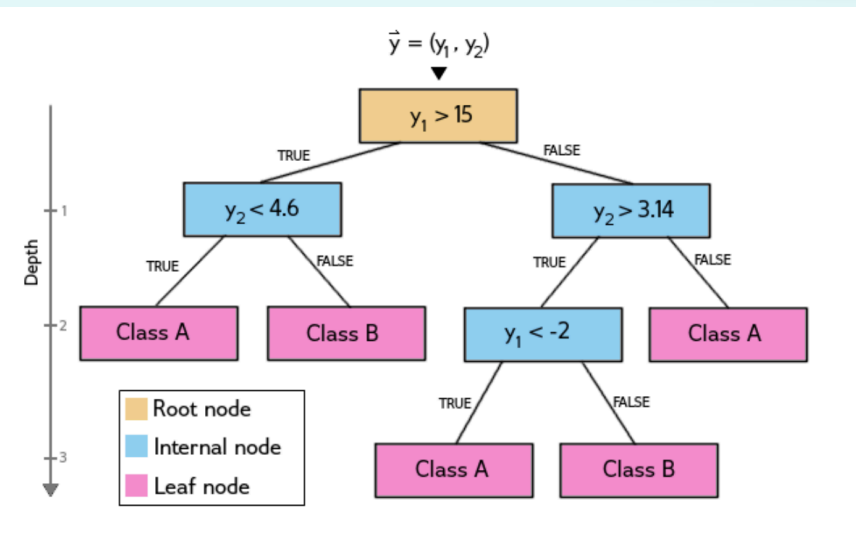 y⃗ = (y₁ , y₂)
y₁ > 15
TRUE
FALSE
y₂ < 4.6
y₂ > 3.14
1
Depth
TRUE
FALSE
TRUE
FALSE
2
Class A
Class B
y₁ < -2
Class A
TRUE
FALSE
Root node
Internal node
Leaf node
3
Class A
Class B